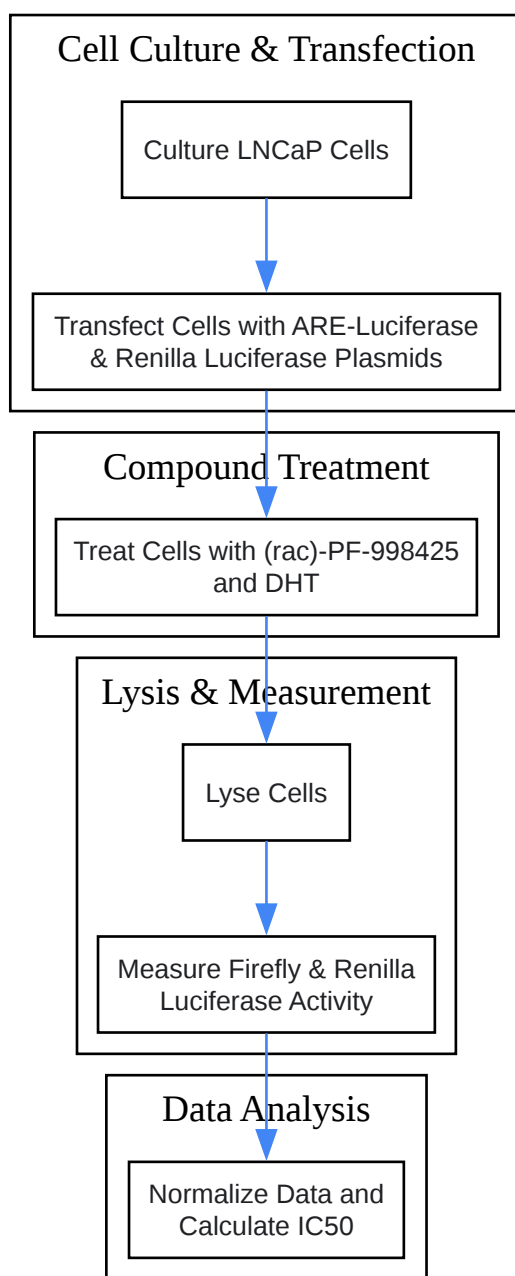 Cell Culture & Transfection
Culture LNCaP Cells
Transfect Cells with ARE-Luciferase
& Renilla Luciferase Plasmids
Compound Treatment
Treat Cells with (rac)-PF-998425
and DHT
Lysis & Measurement
Lyse Cells
Measure Firefly & Renilla
Luciferase Activity
Data Analysis
Normalize Data and
Calculate IC50